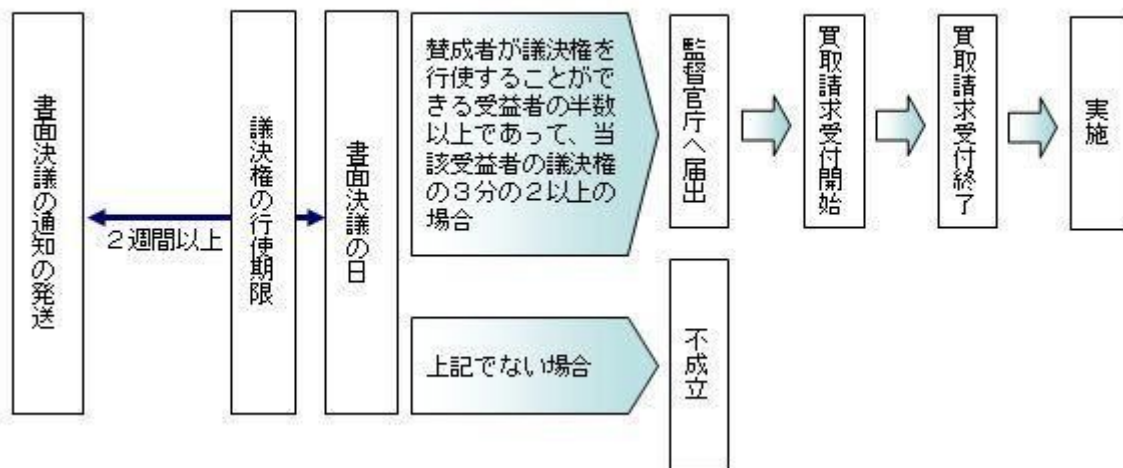 書面決議の通知の発送
２週間以上
議決権の行使期限
書面決議の日
賛成者が議決権を
行使することがで
きる受益者の半数
以上であって、当
該受益者の議決権
の３分の２以上の
場合
監督官庁へ届出
買取請求受付開始
買取請求受付終了
実施
上記でない場合
不成立